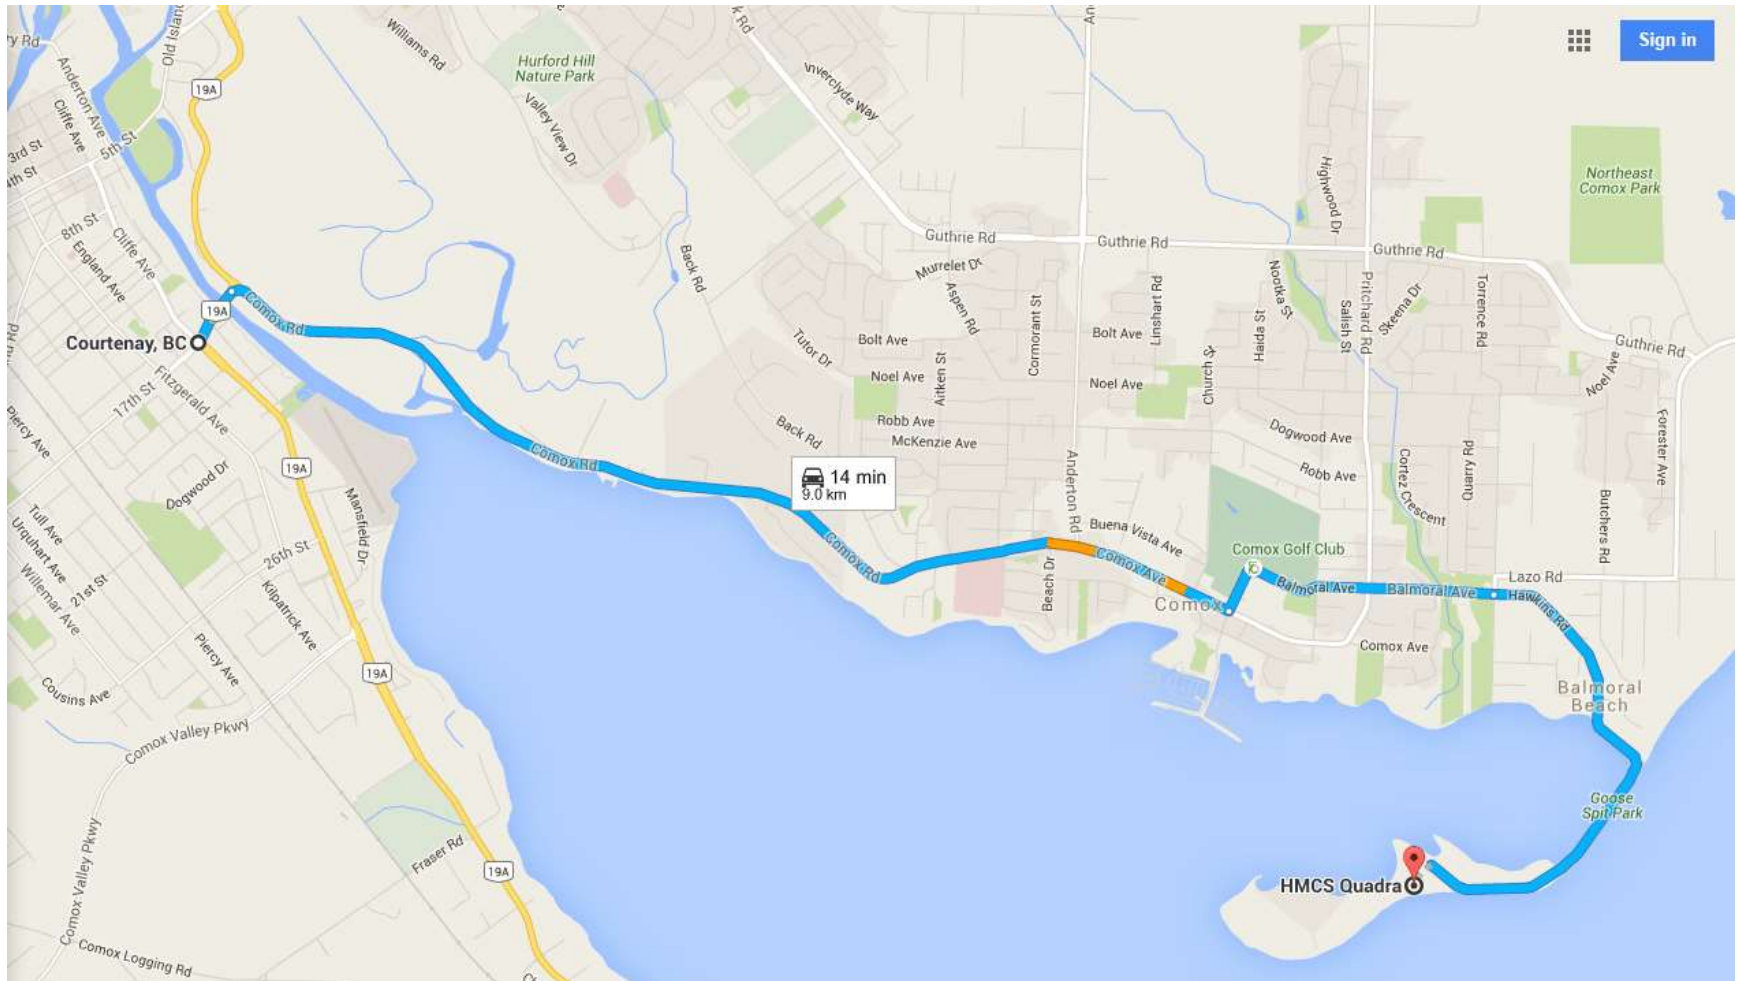 ry Rd
Anderton Ave
Cliffe Ave
Old Island
19A
5th St
3rd St
4th St
8th St
England Ave
Cliffe Ave
Williams Rd
Hurford Hill
Nature Park
Valley View Dr
k Rd
Inverclyde Way
An
Sign in
Northeast
Comox Park
Highwood Dr
Guthrie Rd
Guthrie Rd
Guthrie Rd
Guthrie Rd
Back Rd
Murrelet Dr
Aspen Rd
Cormorant St
Linshart Rd
Nootka St
Haida St
Salish St
Pritchard Rd
Skeena Dr
Torrence Rd
19A
Comox Rd
Courtenay, BC
Tutor Dr
Bolt Ave
Bolt Ave
Noel Ave
Noel Ave
Noel Ave
Aitken St
Church St
Robb Ave
McKenzie Ave
Back Rd
Dogwood Ave
Robb Ave
Cortez Crescent
Quarry Rd
Butchers Rd
Forester Ave
17th St
Fitzgerald Ave
Piercy Ave
Dogwood Dr
19A
Mansfield Dr
Comox Rd
14 min
9.0 km
Anderton Rd
Buena Vista Ave
Comox Golf Club
Comox Rd
Comox Ave
Beach Dr
Comox
Balmoral Ave
Balmoral Ave
Hawkins Rd
Lazo Rd
Comox Ave
Balmoral
Beach
Tull Ave
Urquhart Ave
Willemar Ave
21st St
26th St
Kilpatrick Ave
Piercy Ave
Cousins Ave
19A
Comox Valley Pkwy
Comox Valley Pkwy
Fraser Rd
19A
Comox Logging Rd
Goose
Spit Park
HMCS Quadra